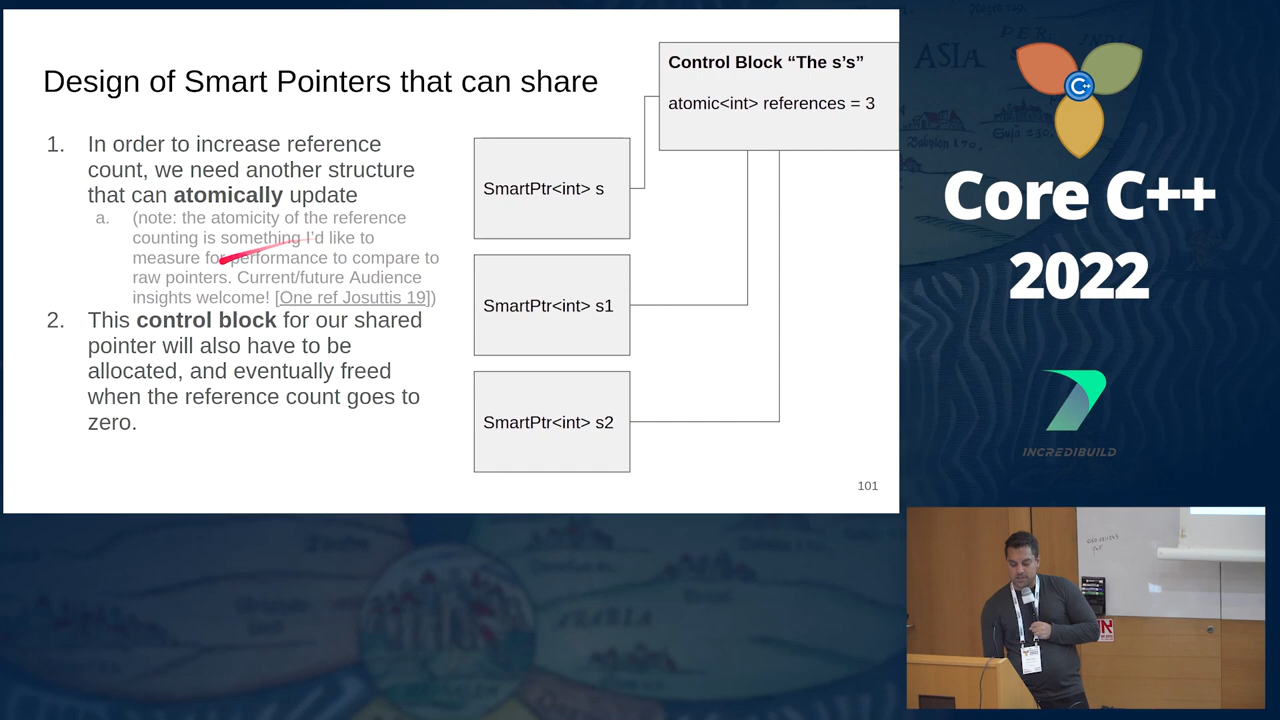 Design of Smart Pointers that can share
1. In order to increase reference
count, we need another structure
that can atomically update
a. (note: the atomicity of the reference
counting is something I'd like to
measure for performance to compare to
raw pointers. Current/future Audience
insights welcome! [One ref Josuttis 19])
2. This control block for our shared
pointer will also have to be
allocated, and eventually freed
when the reference count goes to
zero.
Control Block “The s’s”
atomic<int> references = 3
SmartPtr<int> s
SmartPtr<int> s1
SmartPtr<int> s2
101
ASIA
C++
Core C++
2022
INCREDIBUILD
ARABIA